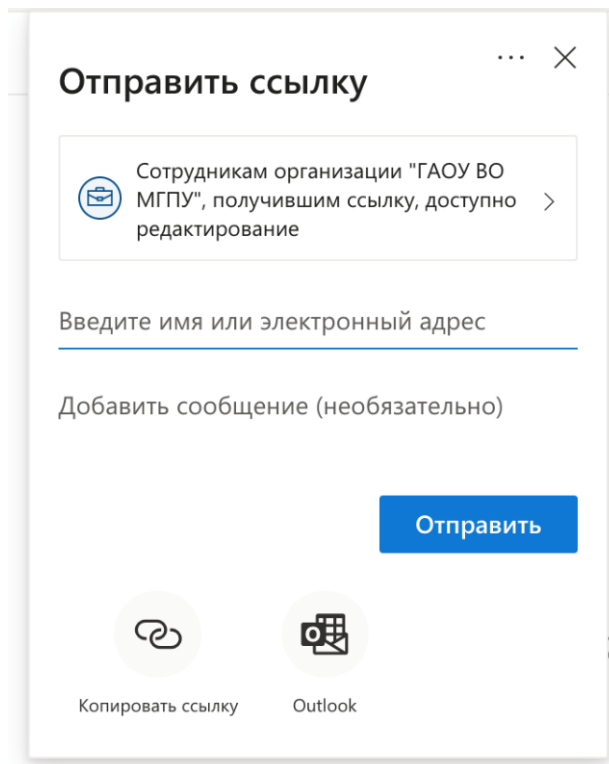 Отправить ссылку
Сотрудникам организации "ГАОУ ВО
МГПУ", получившим ссылку, доступно
редактирование
Введите имя или электронный адрес
Добавить сообщение (необязательно)
Отправить
Копировать ссылку
Outlook